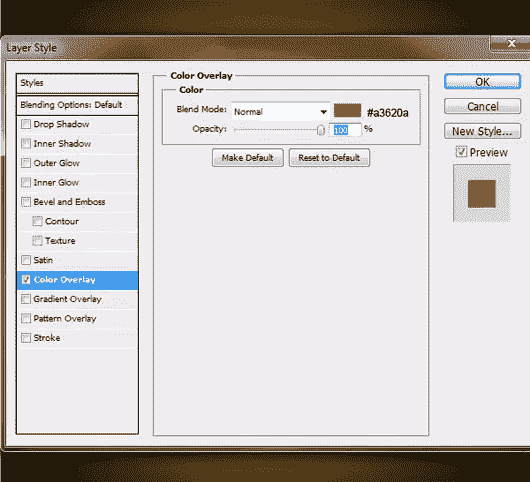 Layer Style
X
Styles
Blending Options: Default
Drop Shadow
Inner Shadow
Outer Glow
Inner Glow
Bevel and Emboss
Contour
Texture
Satin
Color Overlay
Gradient Overlay
Pattern Overlay
Stroke
Color Overlay
Color
Blend Mode: Normal #a3620a
Opacity: 100 %
Make Default Reset to Default
OK
Cancel
New Style...
Preview